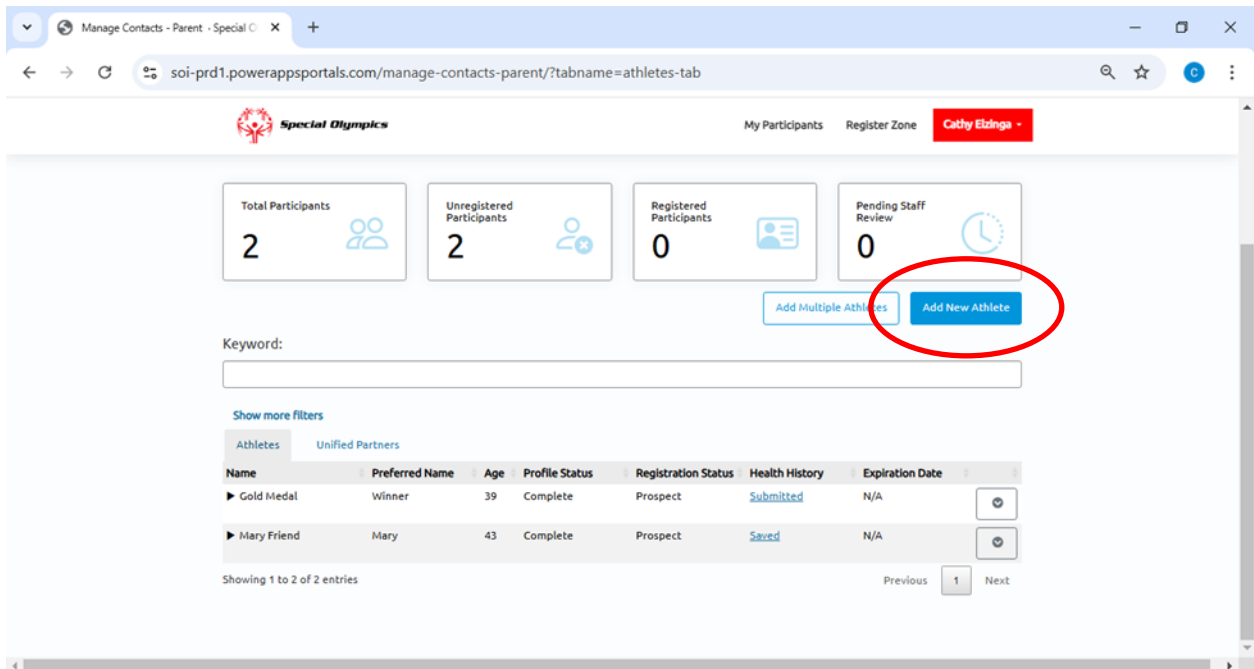 Manage Contacts - Parent - Special O
soi-prd1.powerappsportals.com/manage-contacts-parent/?tabname=athletes-tab
C
Special Olympics
My Participants Register Zone Cathy Elzinga
Total Participants
2
Unregistered
Participants
2
Registered
Participants
0
Pending Staff
Review
0
Add Multiple Athletes Add New Athlete
Keyword:
Show more filters
Athletes Unified Partners
Name Preferred Name Age Profile Status Registration Status Health History Expiration Date
Gold Medal Winner 39 Complete Prospect Submitted N/A
Mary Friend Mary 43 Complete Prospect Saved N/A
Showing 1 to 2 of 2 entries Previous 1 Next